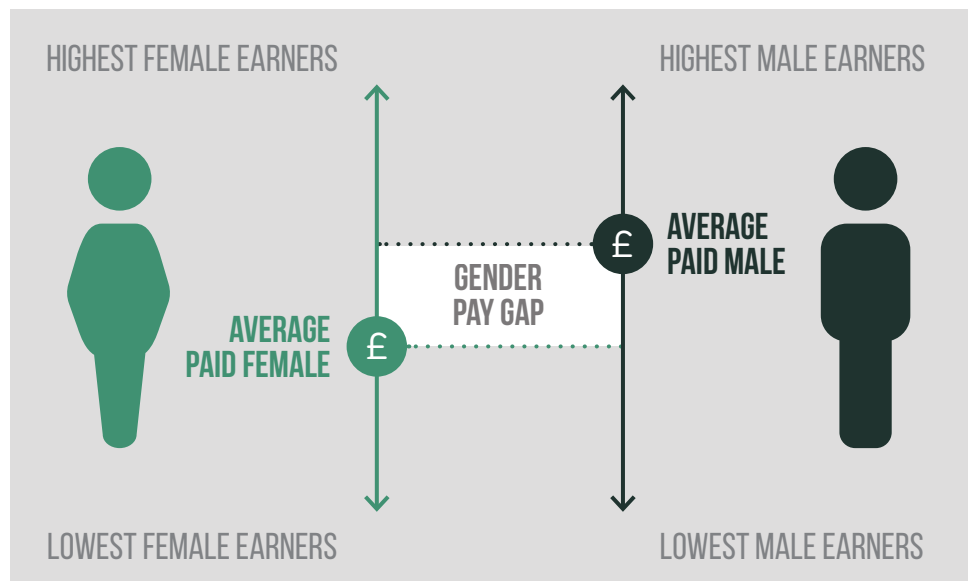 HIGHEST FEMALE EARNERS
HIGHEST MALE EARNERS
£
AVERAGE
PAID MALE
GENDER
PAY GAP
AVERAGE
PAID FEMALE
£
LOWEST FEMALE EARNERS
LOWEST MALE EARNERS